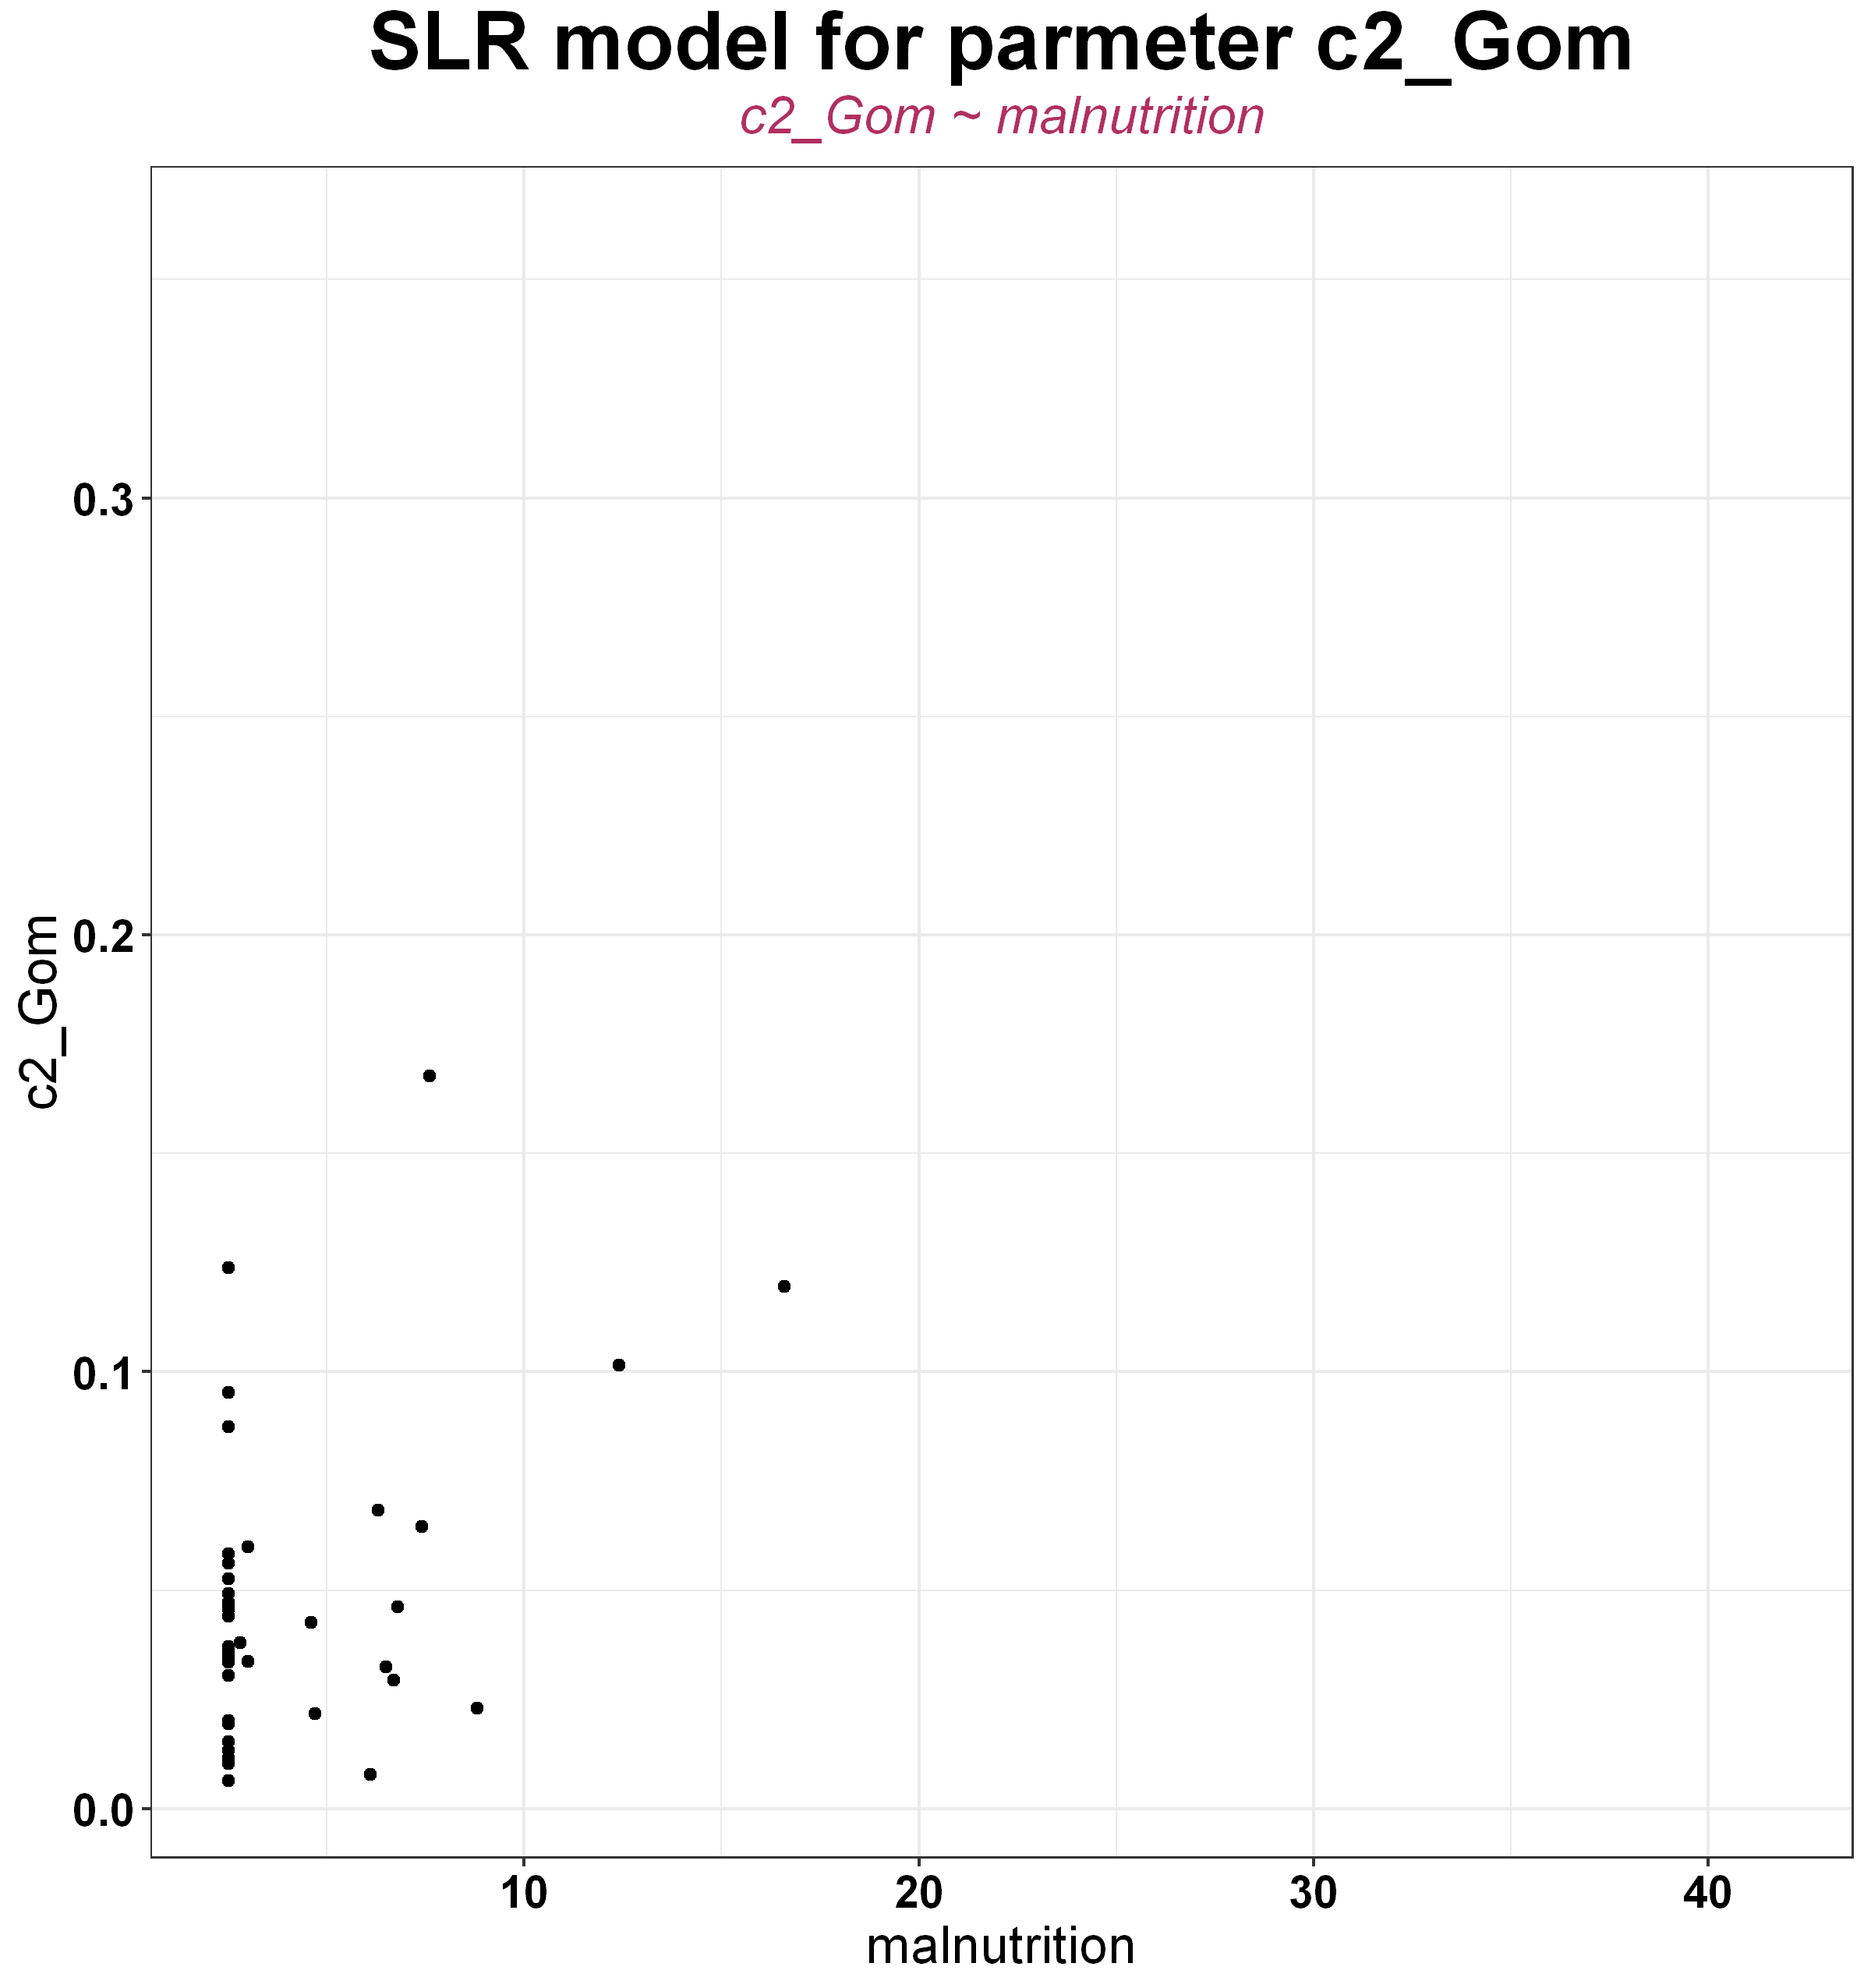 SLR model for parmeter c2_Gom
c2_Gom ~ malnutrition
c2_Gom
0.3
0.2
0.1
0.0
10 20 30 40
malnutrition